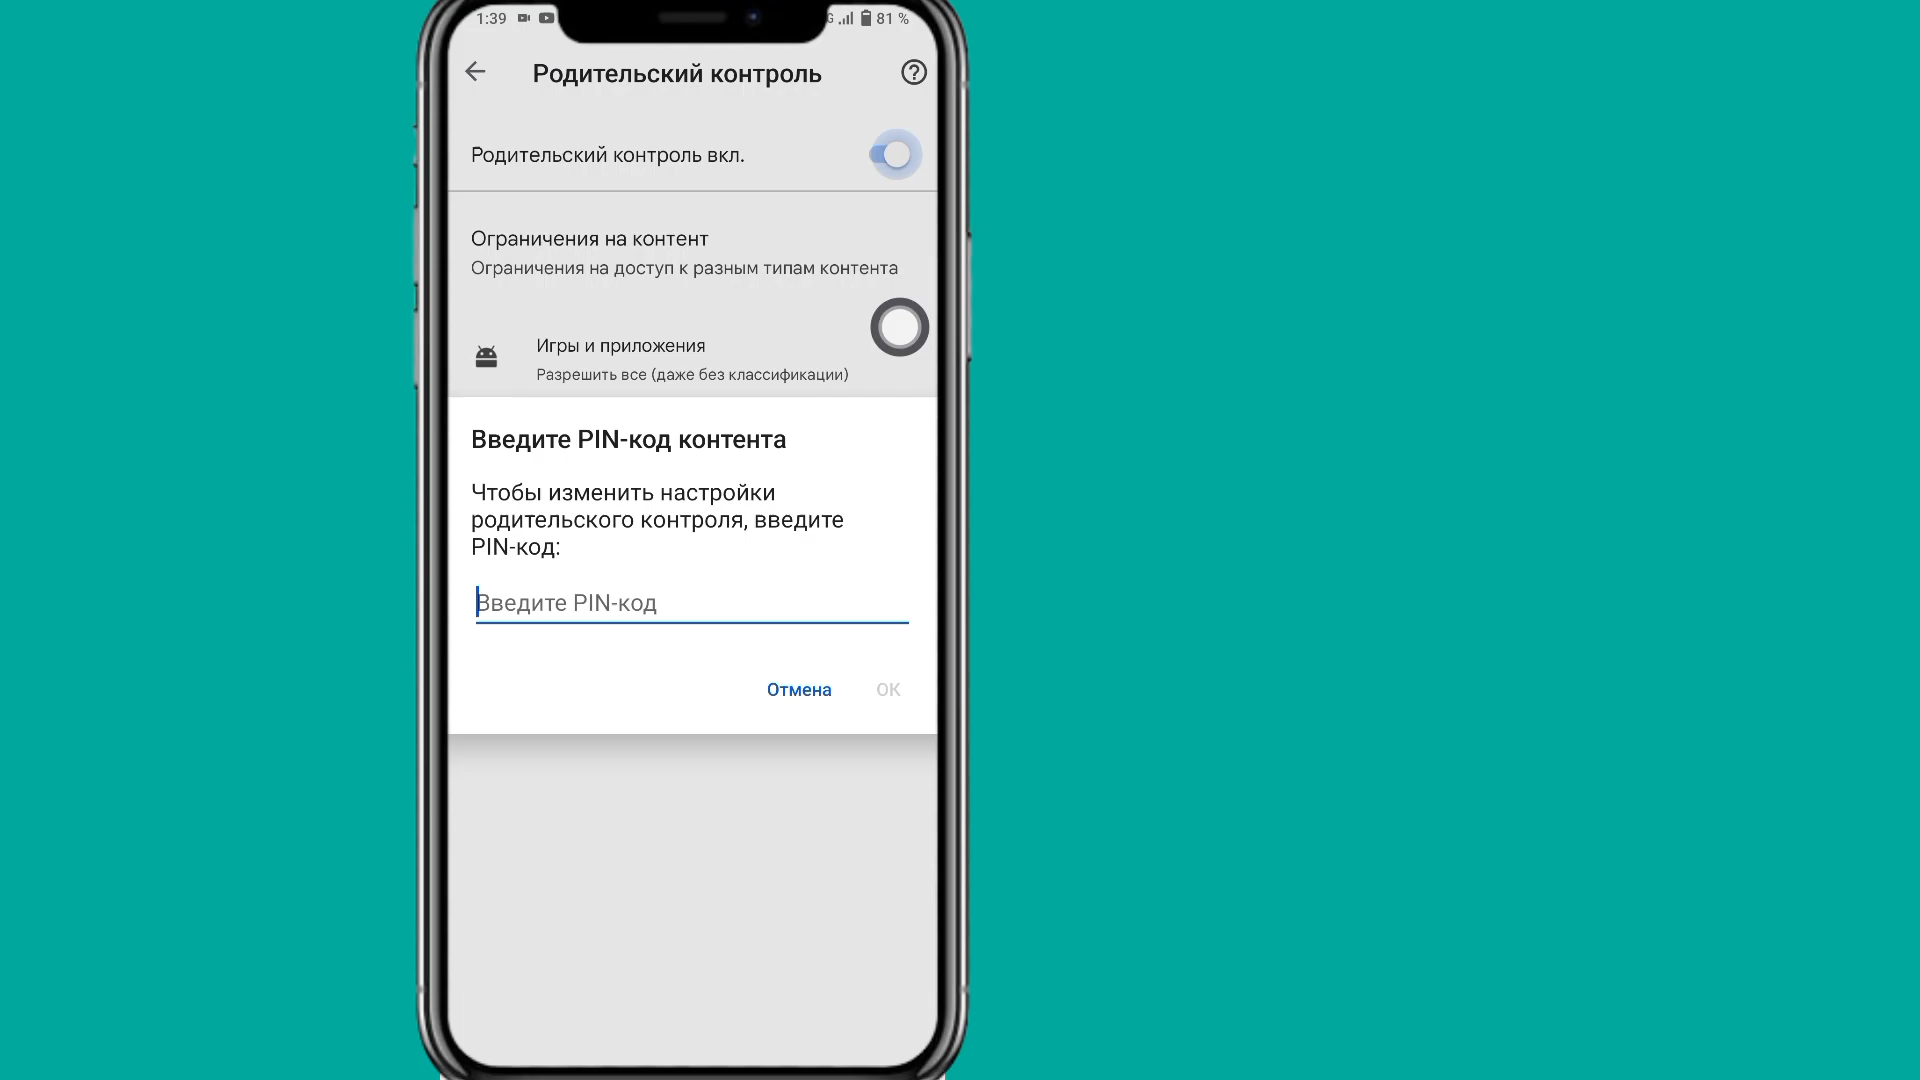 1:39
G 81 %
Родительский контроль
Родительский контроль вкл.
Ограничения на контент
Ограничения на доступ к разным типам контента
Игры и приложения
Разрешить все (даже без классификации)
Введите PIN-код контента
Чтобы изменить настройки
родительского контроля, введите
PIN-код:
Введите PIN-код
Отмена
ОК